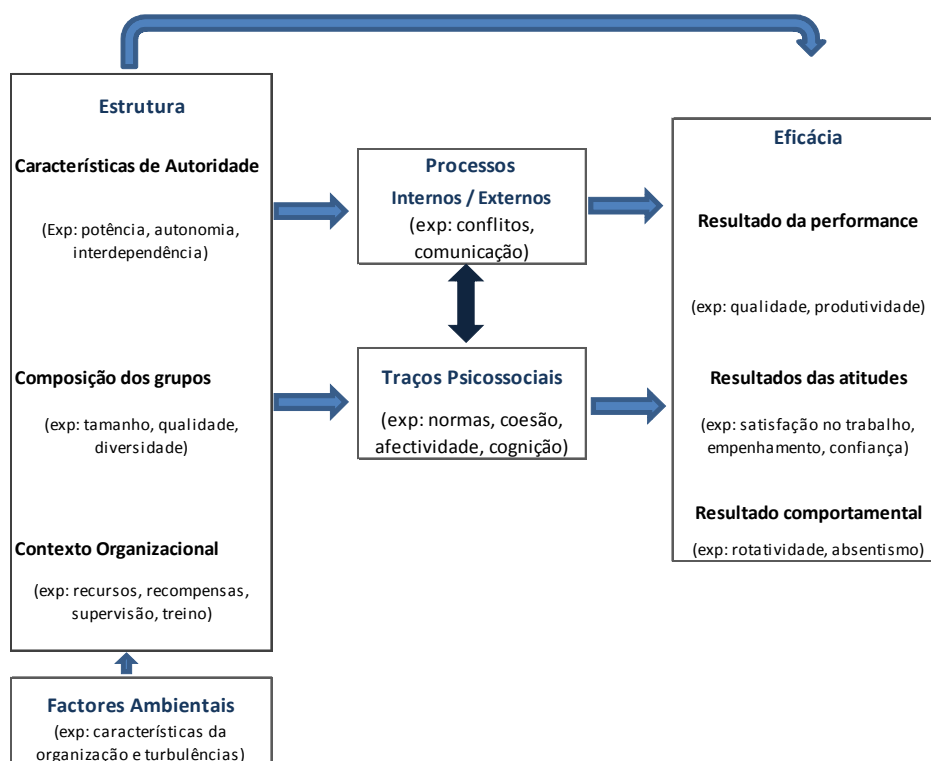 Estrutura
Características de Autoridade
(Exp: potência, autonomia,
interdependência)
Composição dos grupos
(exp: tamanho, qualidade,
diversidade)
Contexto Organizacional
(exp: recursos, recompensas,
supervisão, treino)
Factores Ambientais
(exp: características da
organização e turbulências)
Processos
Internos / Externos
(exp: conflitos,
comunicação)
Traços Psicossociais
(exp: normas, coesão,
afectividade, cognição)
Eficácia
Resultado da performance
(exp: qualidade, produtividade)
Resultados das atitudes
(exp: satisfação no trabalho,
empenhamento, confiança)
Resultado comportamental
(exp: rotatividade, absentismo)